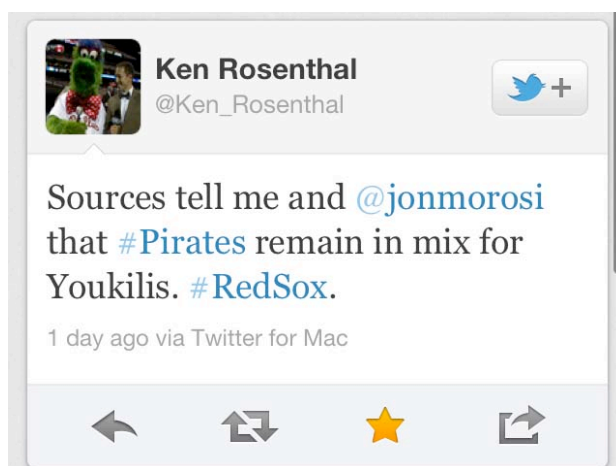 Ken Rosenthal
@Ken_Rosenthal
Sources tell me and @jonmorosi
that #Pirates remain in mix for
Youkilis. #RedSox.
1 day ago via Twitter for Mac